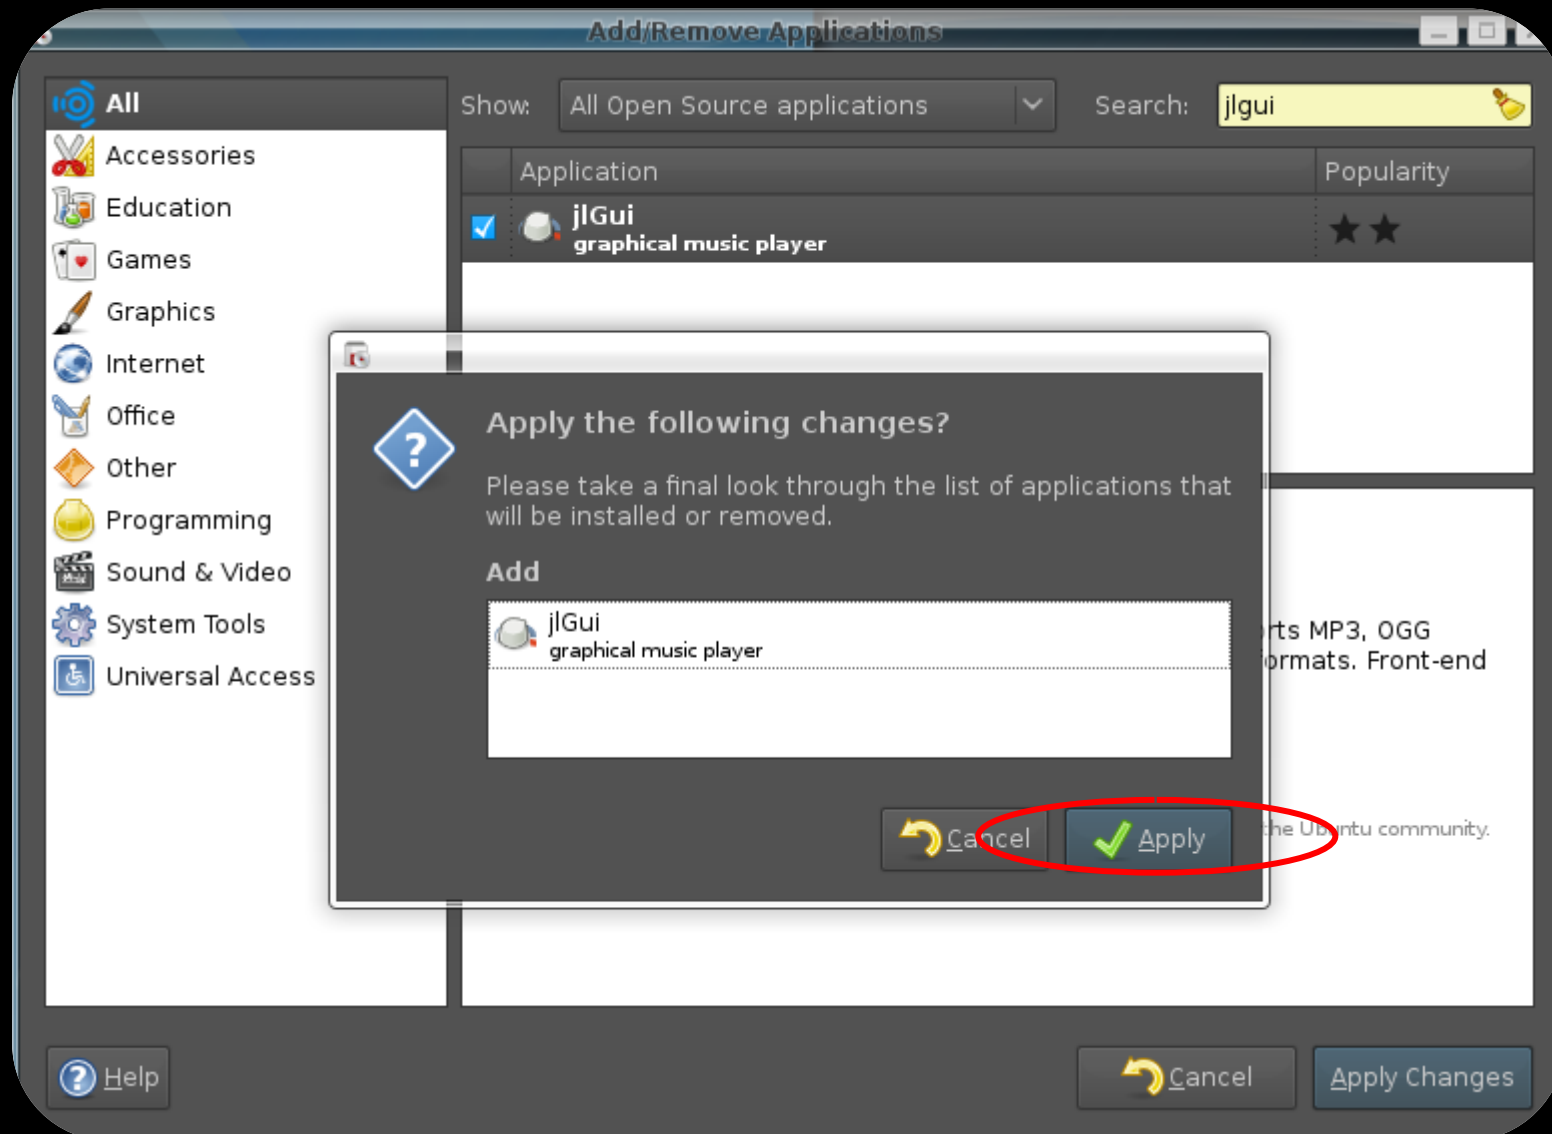 Add/Remove Applications
All
Accessories
Education
Games
Graphics
Internet
Office
Other
Programming
Sound & Video
System Tools
Universal Access
Show: All Open Source applications Search: jlgui
Application Popularity
jlGui
graphical music player
Apply the following changes?
Please take a final look through the list of applications that
will be installed or removed.
Add
jlGui
graphical music player
Cancel Apply
rts MP3, OGG
ormats. Front-end
the Ubuntu community.
Help Cancel Apply Changes